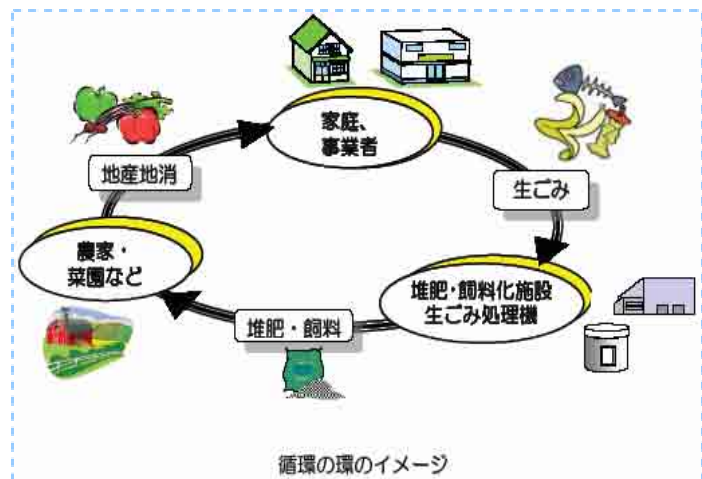 家庭、
事業者
地産地消
生ごみ
農家・
菜園など
堆肥・飼料化施設
生ごみ処理機
堆肥・飼料
循環の環のイメージ